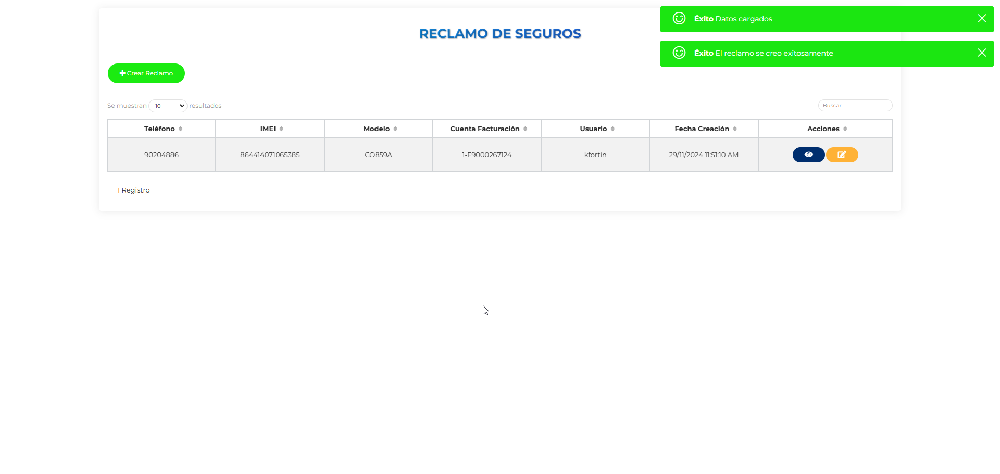 Éxito Datos cargados
RECLAMO DE SEGUROS
Éxito El reclamo se creo exitosamente
Crear Reclamo
Se muestran 10 resultados
Buscar
Teléfono IMEI Modelo Cuenta Facturación Usuario Fecha Creación Acciones
90204886 864414071065385 CO859A 1-F9000267124 kfortin 29/11/2024 11:51:10 AM
1 Registro